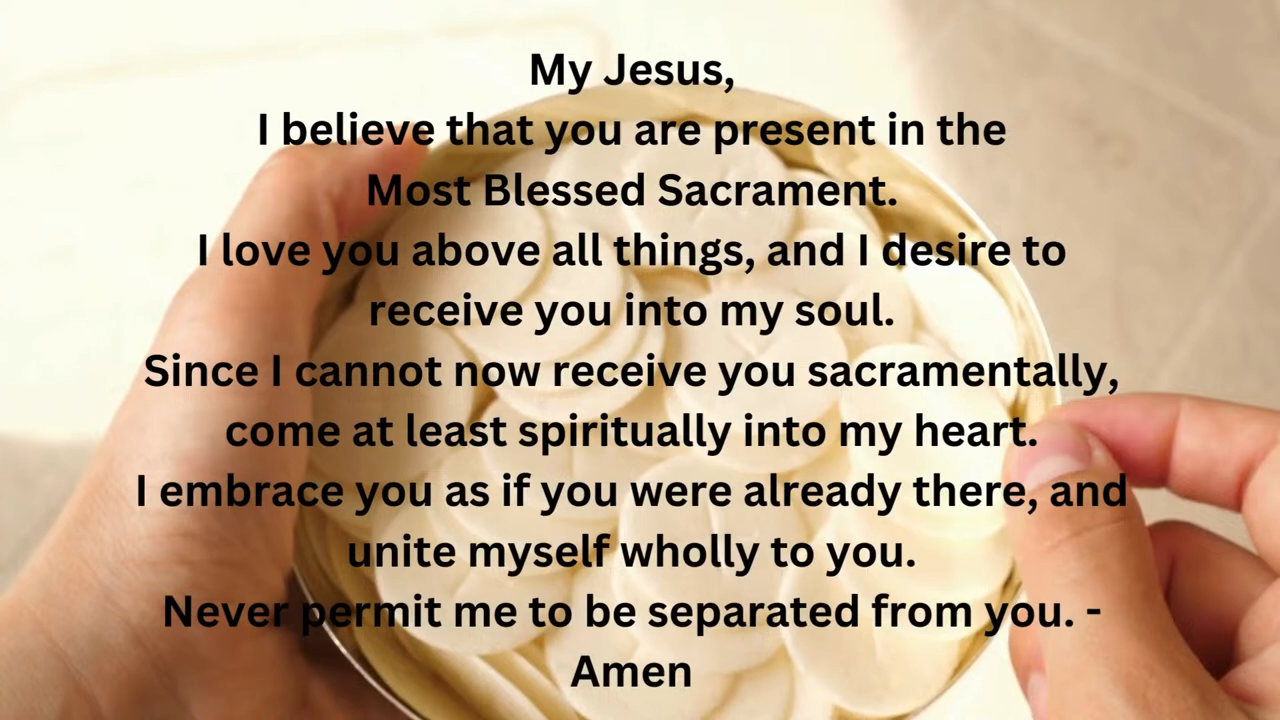 My Jesus,
I believe that you are present in the
Most Blessed Sacrament.
I love you above all things, and I desire to
receive you into my soul.
Since I cannot now receive you sacramentally,
come at least spiritually into my heart.
I embrace you as if you were already there, and
unite myself wholly to you.
Never permit me to be separated from you. -
Amen